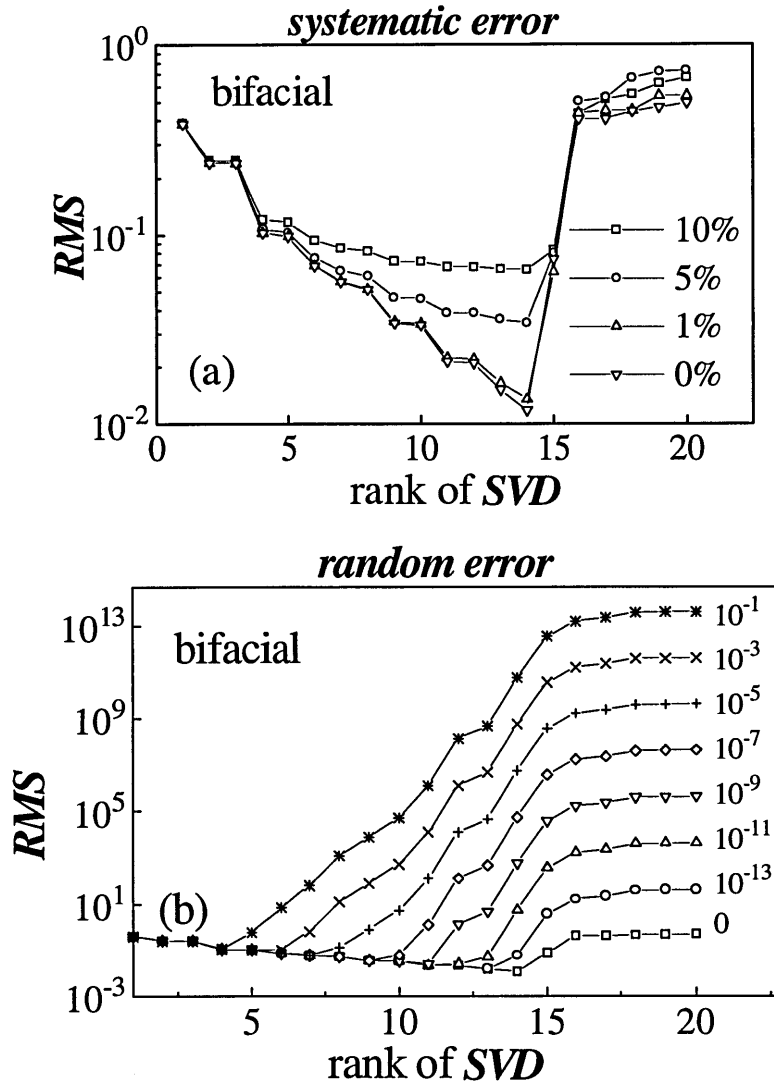 systematic error
10^0
bifacial
10%
10^-1
RMS
5%
1%
0%
(a)
10^-2
0 5 10 15 20
rank of SVD
random error
10^-1
10^13
bifacial
10^-3
10^-5
10^9
10^-7
RMS
10^-9
10^5
10^-11
10^-13
10^1
(b)
0
10^-3
5 10 15 20
rank of SVD